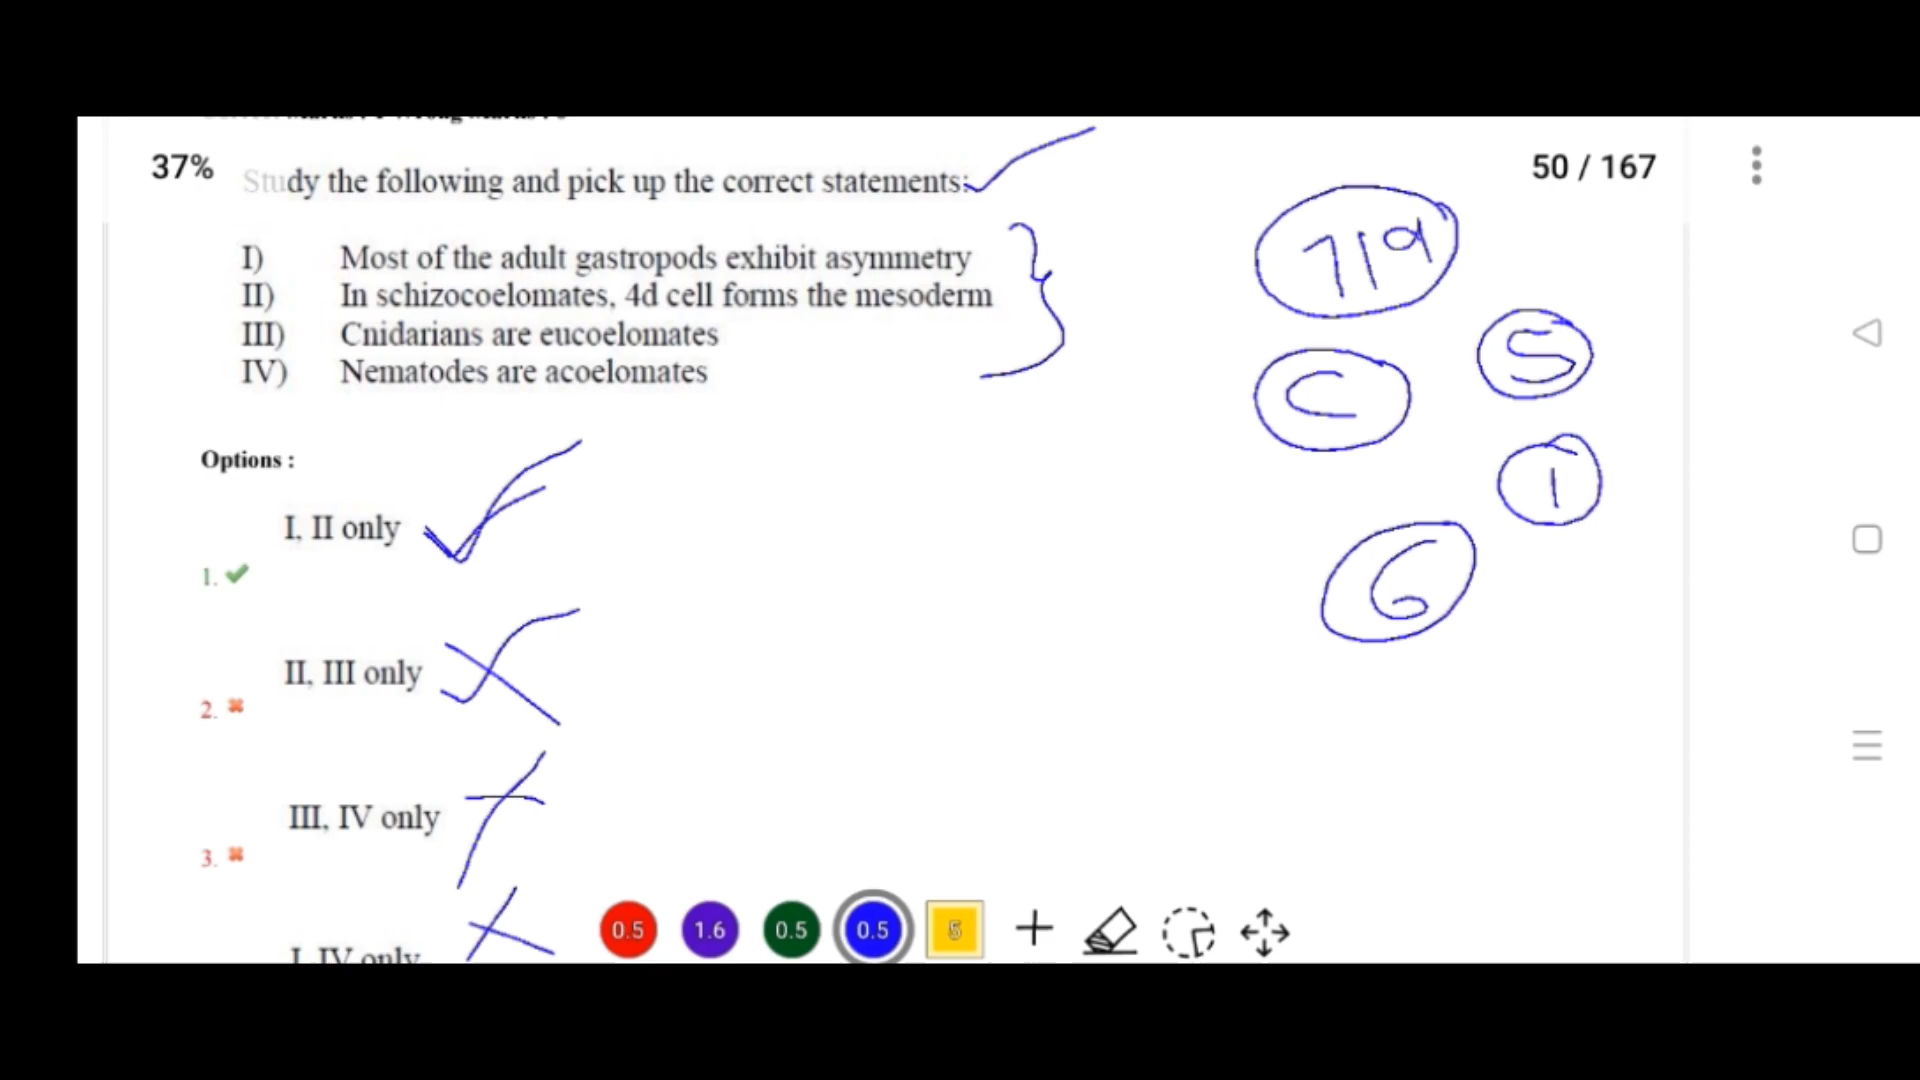 37%
50 / 167
Study the following and pick up the correct statements:
I) Most of the adult gastropods exhibit asymmetry
II) In schizocoelomates, 4d cell forms the mesoderm
III) Cnidarians are eucoelomates
IV) Nematodes are acoelomates
Options :
I, II only
1.
II, III only
2.
III, IV only
3.
I, IV only
719
S
C
1
G
0.5
1.6
0.5
0.5
5